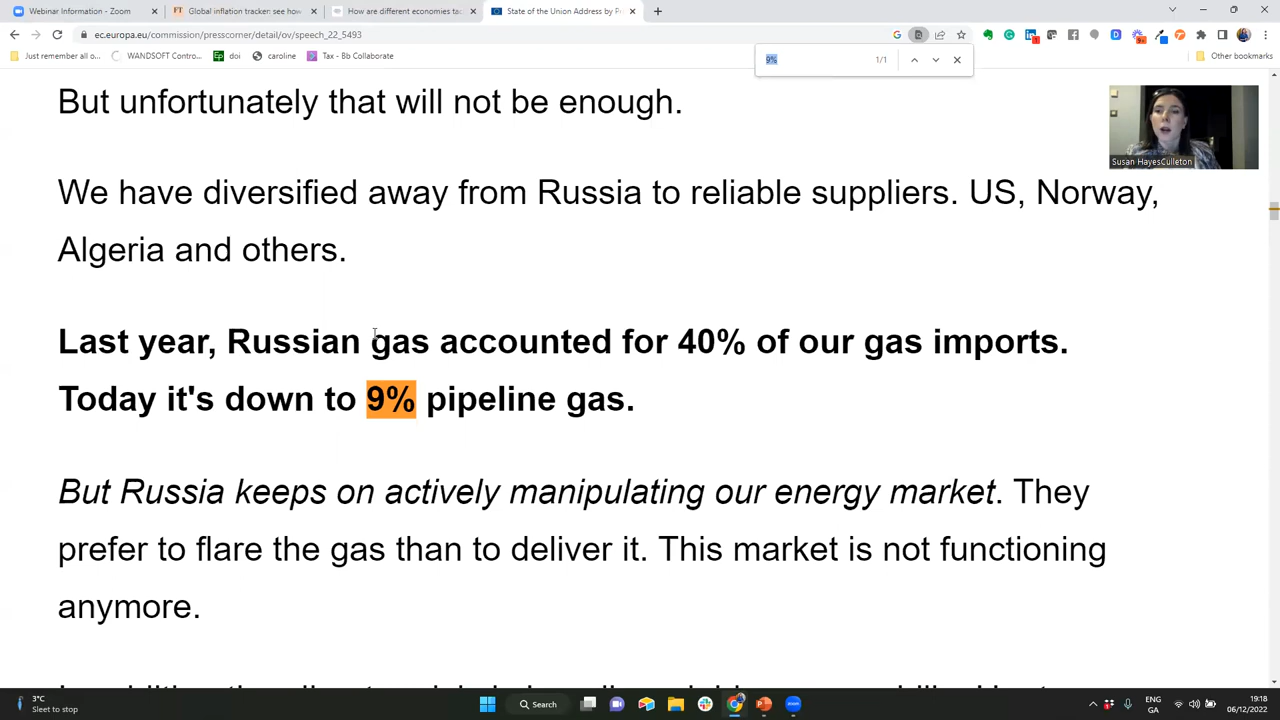 Webinar Information - Zoom
Global inflation tracker: see how
How are different economies tac
State of the Union Address by Pr
ec.europa.eu/commission/presscorner/detail/ov/speech_22_5493
Just remember all o...
WANDSOFT Contro...
doi
caroline
Tax - Bb Collaborate
Other bookmarks
9%
1/1
But unfortunately that will not be enough.
Susan HayesCulleton
We have diversified away from Russia to reliable suppliers. US, Norway,
Algeria and others.
Last year, Russian gas accounted for 40% of our gas imports.
Today it's down to 9% pipeline gas.
But Russia keeps on actively manipulating our energy market. They
prefer to flare the gas than to deliver it. This market is not functioning
anymore.
3°C
Sleet to stop
Search
ENG
GA
19:18
06/12/2022